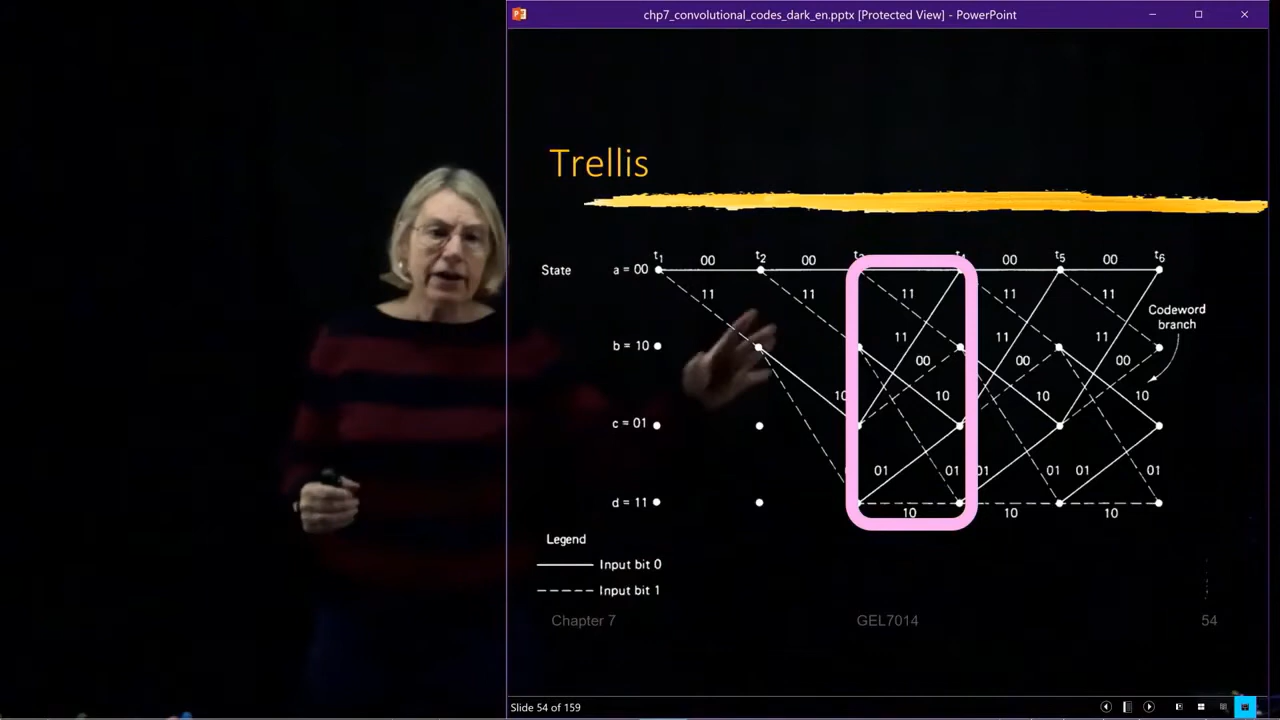 chp7_convolutional_codes_dark_en.pptx [Protected View] - PowerPoint
Trellis
t1 00 t2 00 t4 00 t5 00 t6
State a = 00
11 11 11 11 11
Codeword
branch
b = 10
11 11 11
00 00 00
10 10 10 10
c = 01
01 01 01 01 01 01
d = 11
10 10 10
Legend
Input bit 0
Input bit 1
Chapter 7 GEL7014 54
Slide 54 of 159